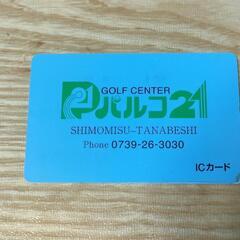 GOLF CENTER
パルコ21
SHIMOMISU-TANABESHI
Phone 0739-26-3030
ICカード